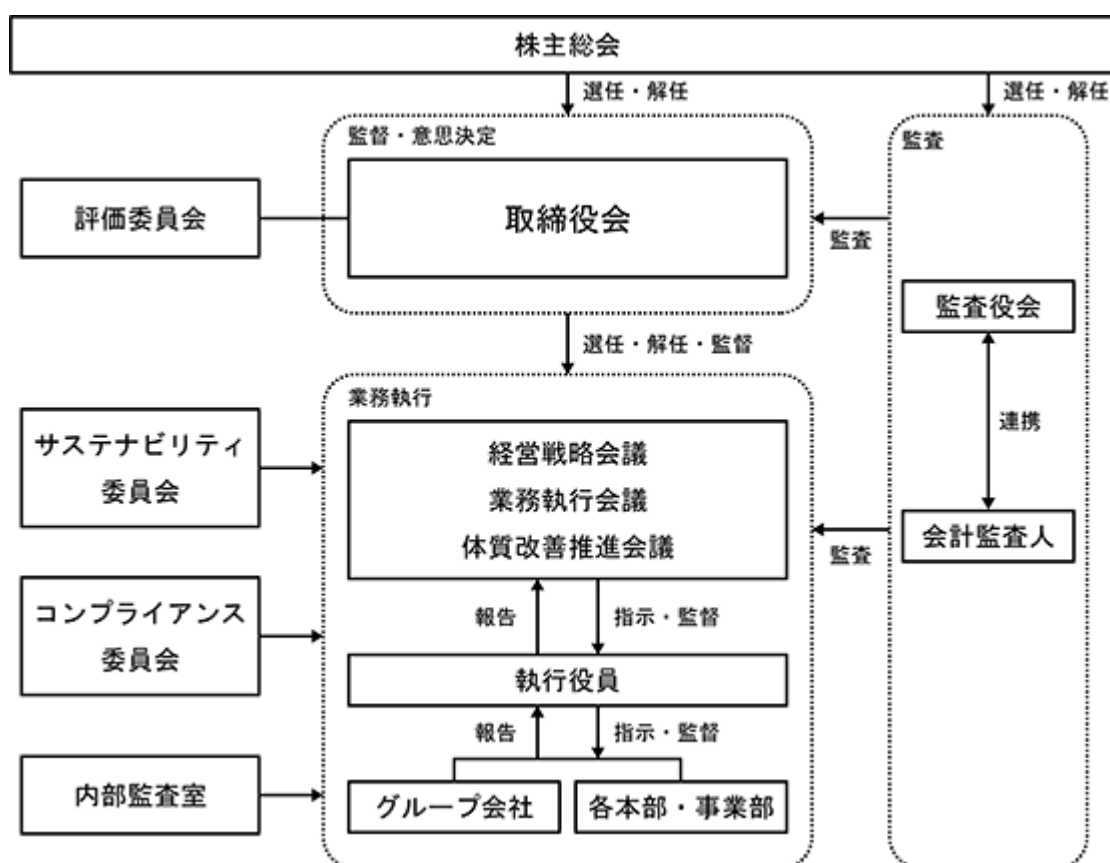 株主総会
選任・解任
選任・解任
監督・意思決定
監査
評価委員会
取締役会
監査
監査役会
選任・解任・監督
業務執行
サステナビリティ
委員会
経営戦略会議
業務執行会議
体質改善推進会議
連携
会計監査人
監査
コンプライアンス
委員会
報告
指示・監督
執行役員
報告
指示・監督
内部監査室
グループ会社
各本部・事業部